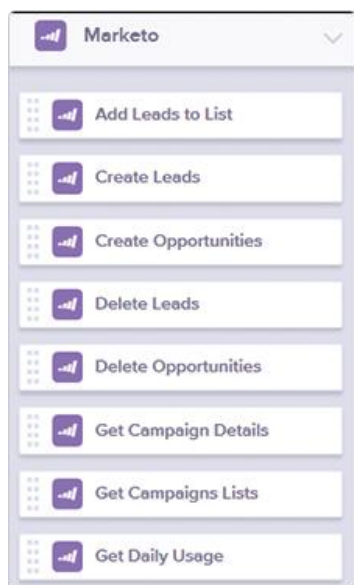 Marketo
Add Leads to List
Create Leads
Create Opportunities
Delete Leads
Delete Opportunities
Get Campaign Details
Get Campaigns Lists
Get Daily Usage